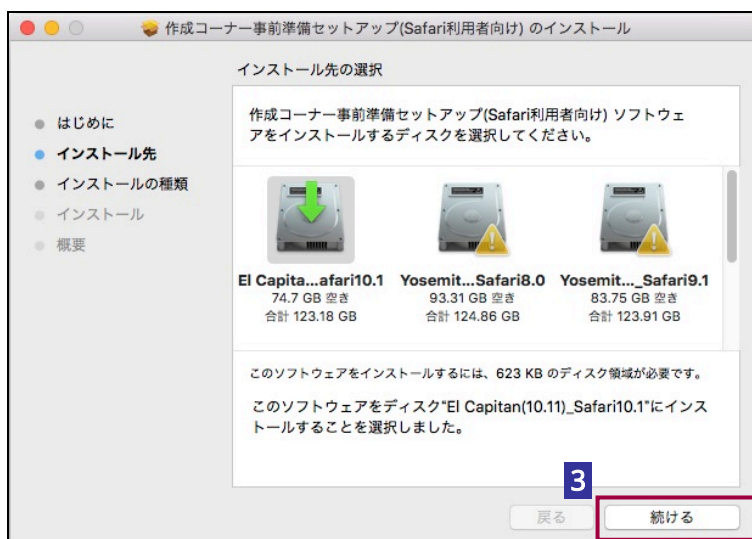 作成コーナー事前準備セットアップ(Safari利用者向け) のインストール
インストール先の選択
はじめに
インストール先
インストールの種類
インストール
概要
作成コーナー事前準備セットアップ(Safari利用者向け) ソフトウェ
アをインストールするディスクを選択してください。
El Capita...afari10.1
74.7 GB 空き
合計 123.18 GB
Yosemit...Safari8.0
93.31 GB 空き
合計 124.86 GB
Yosemit..._Safari9.1
83.75 GB 空き
合計 123.91 GB
このソフトウェアをインストールするには、623 KB のディスク領域が必要です。
このソフトウェアをディスク"El Capitan(10.11)_Safari10.1"にインス
トールすることを選択しました。
3
戻る
続ける